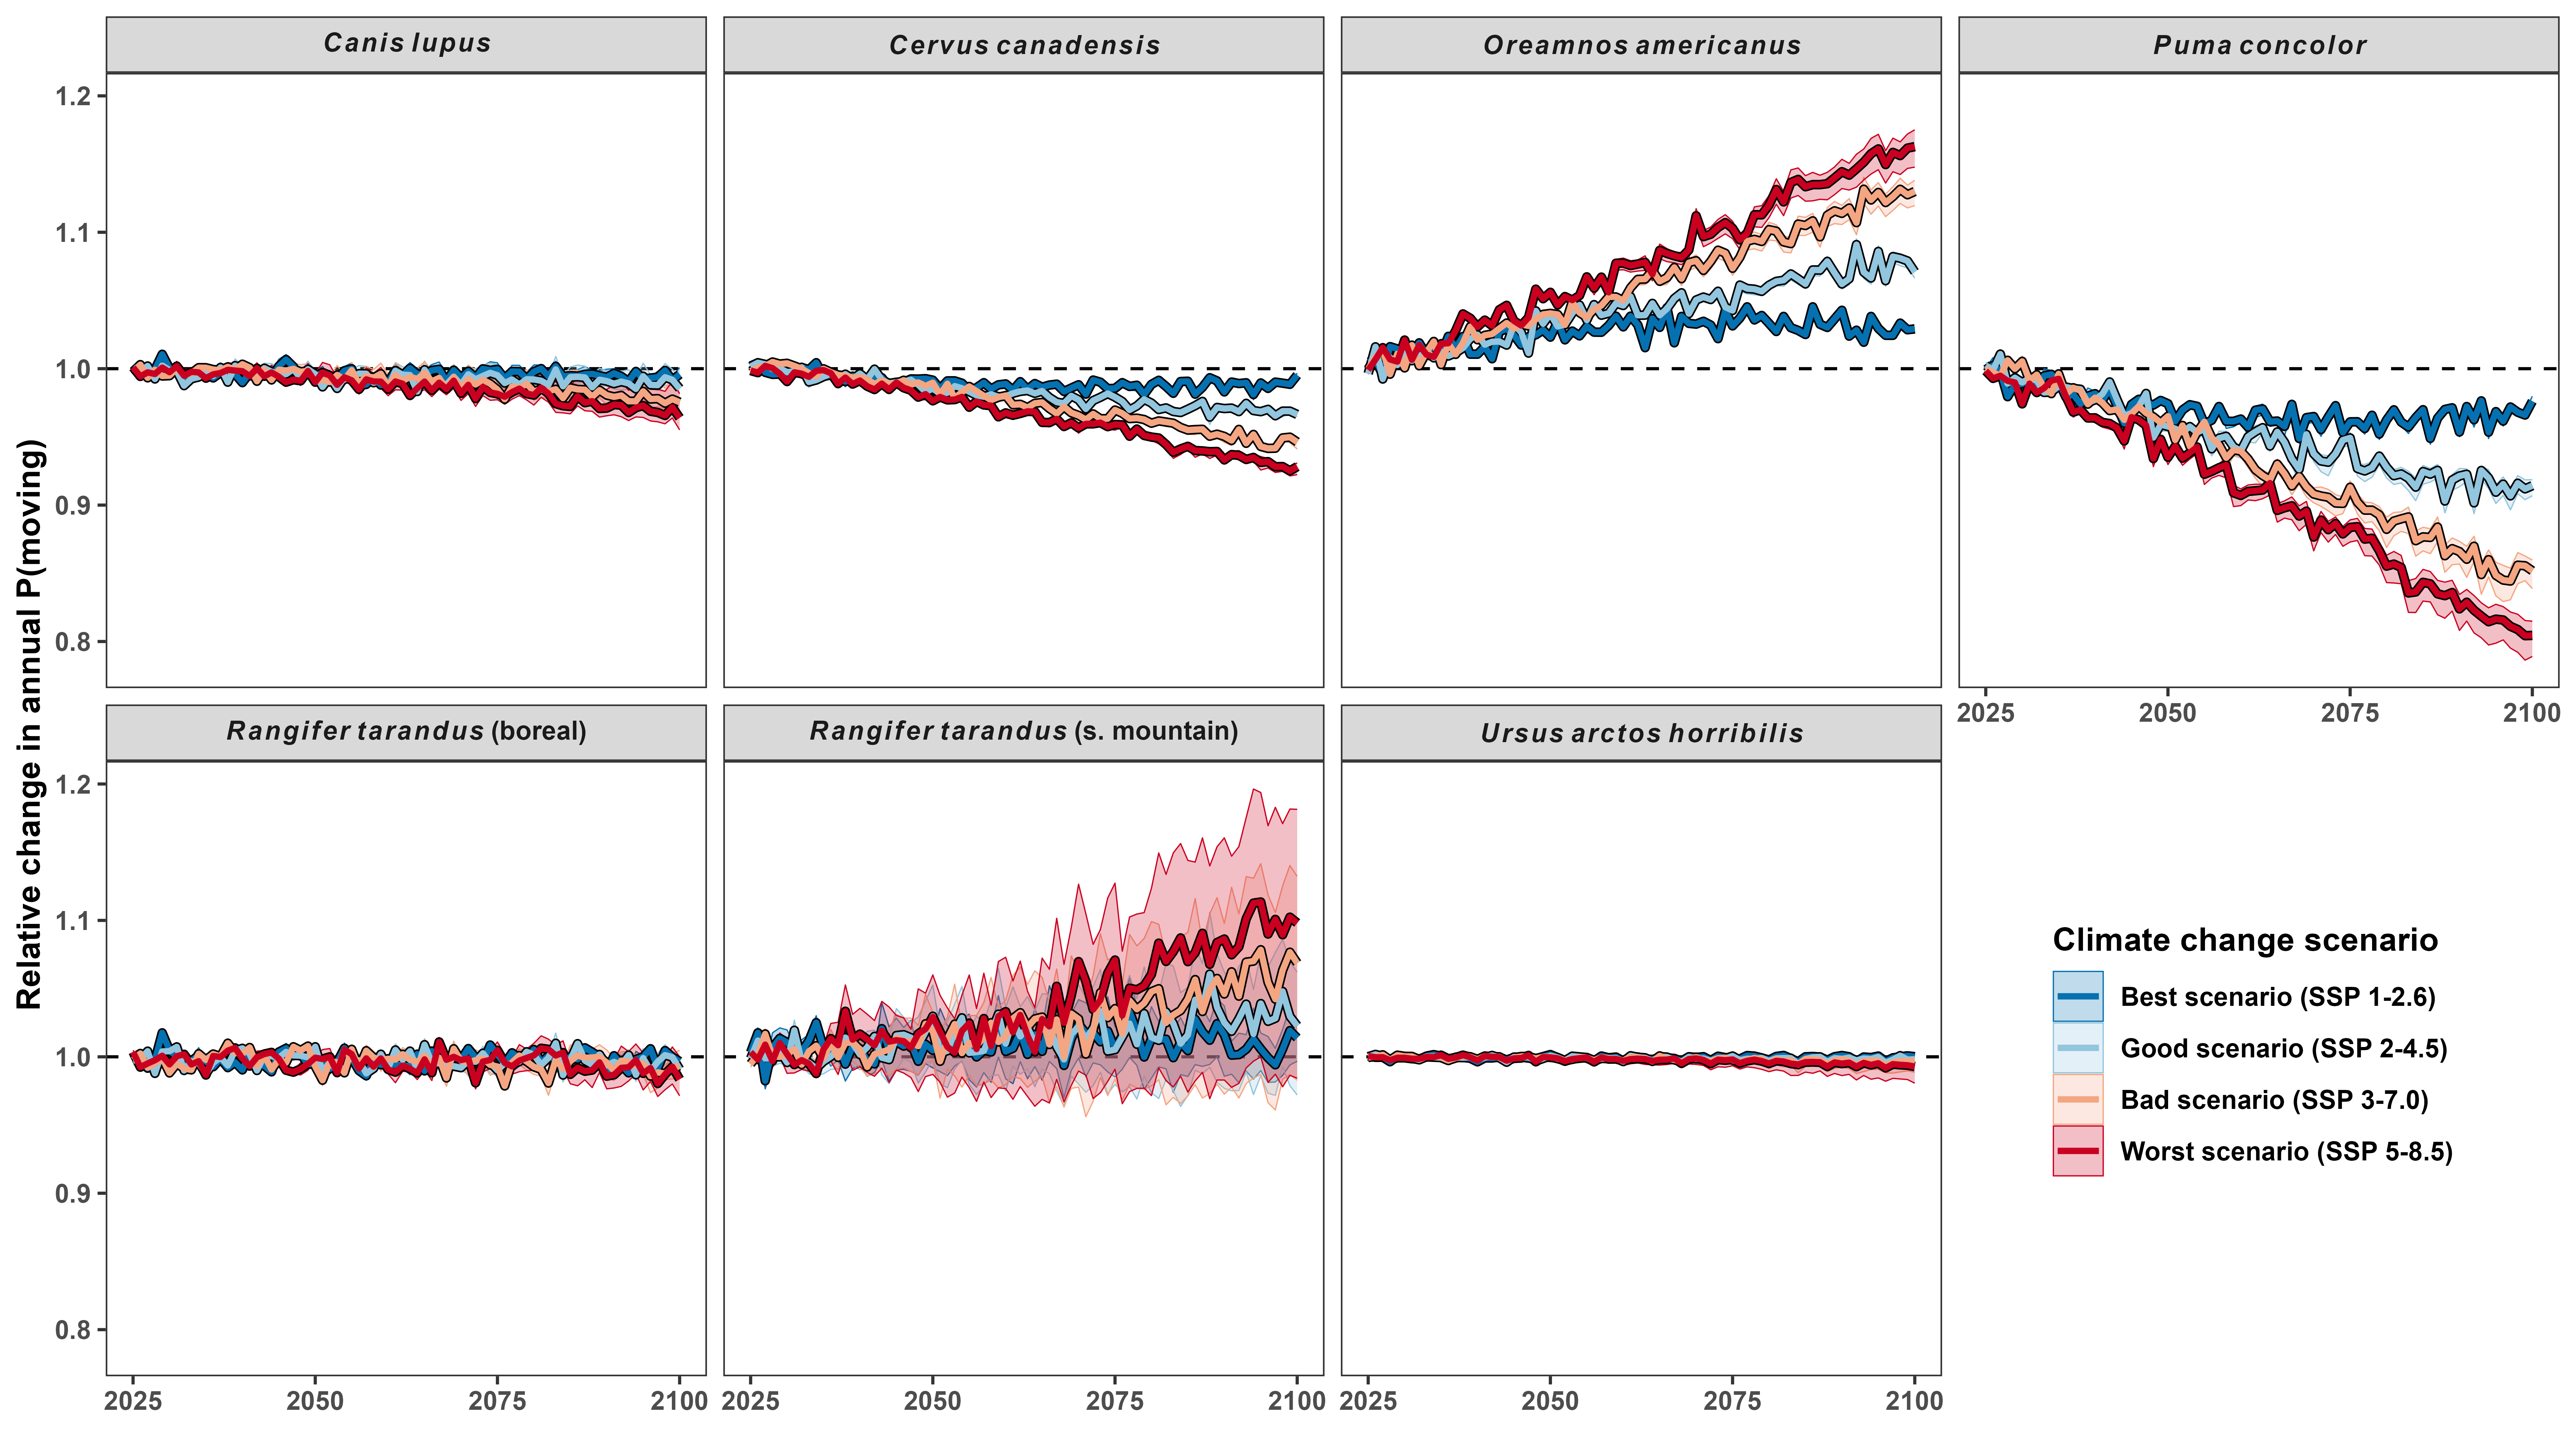 Canis lupus
Cervus canadensis
Oreamnos americanus
Puma concolor
1.2
1.1
1.0
0.9
0.8
2025 2050 2075 2100
Relative change in annual P(moving)
Rangifer tarandus (boreal)
Rangifer tarandus (s. mountain)
Ursus arctos horribilis
1.2
1.1
1.0
0.9
0.8
2025 2050 2075 2100
2025 2050 2075 2100
2025 2050 2075 2100
Climate change scenario
Best scenario (SSP 1-2.6)
Good scenario (SSP 2-4.5)
Bad scenario (SSP 3-7.0)
Worst scenario (SSP 5-8.5)